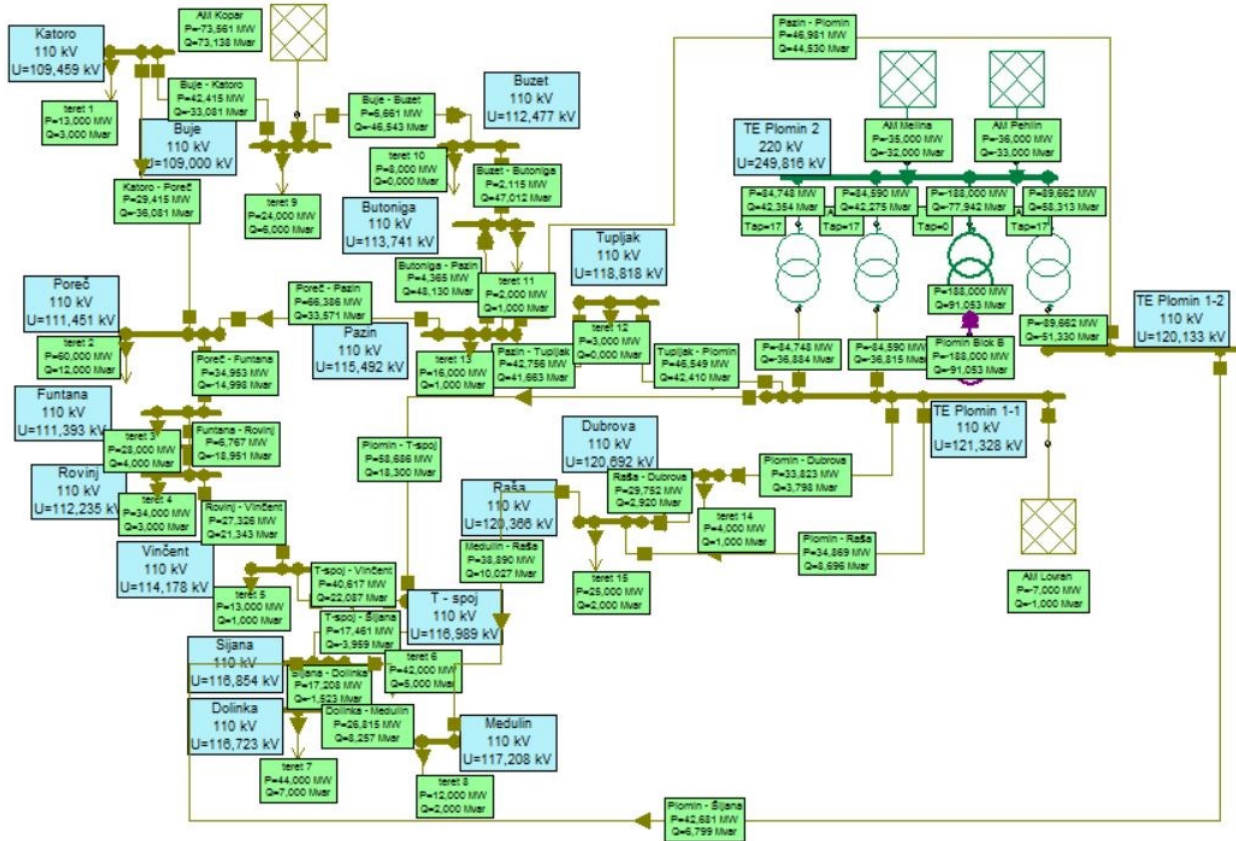 AM Kopar
P=-73,561 MW
Q=73,138 Mvar
Katoro
110 kV
U=109,459 kV
teret 1
P=13,000 MW
Q=3,000 Mvar
Buje - Katoro
P=42,415 MW
Q=-33,081 Mvar
Buje
110 kV
U=109,000 kV
Buje - Buzet
P=6,661 MW
Q=-46,543 Mvar
Buzet
110 kV
U=112,477 kV
Pazin - Plomin
P=46,981 MW
Q=44,530 Mvar
Katoro - Poreč
P=29,415 MW
Q=-36,081 Mvar
teret 9
P=24,000 MW
Q=6,000 Mvar
teret 10
P=8,000 MW
Q=0,000 Mvar
Buzet - Butoniga
P=2,115 MW
Q=47,012 Mvar
Butoniga
110 kV
U=113,741 kV
TE Plomin 2
220 kV
U=249,816 kV
AM Melina
P=-35,000 MW
Q=-32,000 Mvar
AM Pehlin
P=-36,000 MW
Q=-33,000 Mvar
P=84,748 MW
Q=42,354 Mvar
Tap=17
P=84,590 MW
Q=42,275 Mvar
Tap=17
P=-188,000 MW
Q=-77,942 Mvar
Tap=0
P=89,662 MW
Q=58,313 Mvar
Tap=17
Tupljak
110 kV
U=118,818 kV
Butoniga - Pazin
P=4,365 MW
Q=48,130 Mvar
teret 11
P=2,000 MW
Q=1,000 Mvar
Poreč
110 kV
U=111,451 kV
Poreč - Pazin
P=66,386 MW
Q=33,571 Mvar
Pazin
110 kV
U=115,492 kV
teret 12
P=3,000 MW
Q=0,000 Mvar
P=188,000 MW
Q=91,053 Mvar
Plomin Blok B
P=-188,000 MW
Q=-91,053 Mvar
P=-84,748 MW
Q=-36,884 Mvar
P=-84,590 MW
Q=-36,815 Mvar
P=-89,662 MW
Q=-51,330 Mvar
TE Plomin 1-2
110 kV
U=120,133 kV
teret 2
P=60,000 MW
Q=12,000 Mvar
Poreč - Funtana
P=34,953 MW
Q=-14,998 Mvar
teret 13
P=16,000 MW
Q=1,000 Mvar
Pazin - Tupljak
P=42,756 MW
Q=41,663 Mvar
Tupljak - Plomin
P=46,549 MW
Q=42,410 Mvar
Funtana
110 kV
U=111,393 kV
teret 3
P=28,000 MW
Q=4,000 Mvar
Funtana - Rovinj
P=6,767 MW
Q=-18,951 Mvar
Plomin - T-spoj
P=58,686 MW
Q=18,300 Mvar
Dubrova
110 kV
U=120,692 kV
TE Plomin 1-1
110 kV
U=121,328 kV
Rovinj
110 kV
U=112,235 kV
teret 4
P=34,000 MW
Q=3,000 Mvar
Rovinj - Vinčent
P=27,326 MW
Q=21,343 Mvar
Raša - Dubrova
P=29,752 MW
Q=2,920 Mvar
Plomin - Dubrova
P=33,823 MW
Q=3,798 Mvar
Raša
110 kV
U=120,366 kV
teret 14
P=4,000 MW
Q=1,000 Mvar
Medulin - Raša
P=38,890 MW
Q=10,027 Mvar
Plomin - Raša
P=34,869 MW
Q=8,696 Mvar
teret 15
P=25,000 MW
Q=2,000 Mvar
AM Lovran
P=-7,000 MW
Q=-1,000 Mvar
Vinčent
110 kV
U=114,178 kV
teret 5
P=13,000 MW
Q=1,000 Mvar
T-spoj - Vinčent
P=40,617 MW
Q=22,087 Mvar
T - spoj
110 kV
U=116,989 kV
T-spoj - Šijana
P=17,461 MW
Q=-3,959 Mvar
Šijana
110 kV
U=116,854 kV
teret 6
P=42,000 MW
Q=5,000 Mvar
Šijana - Dolinka
P=17,208 MW
Q=-1,523 Mvar
Dolinka
110 kV
U=116,723 kV
Dolinka - Medulin
P=26,815 MW
Q=8,257 Mvar
Medulin
110 kV
U=117,208 kV
teret 7
P=44,000 MW
Q=7,000 Mvar
teret 8
P=12,000 MW
Q=2,000 Mvar
Plomin - Šijana
P=42,681 MW
Q=6,799 Mvar